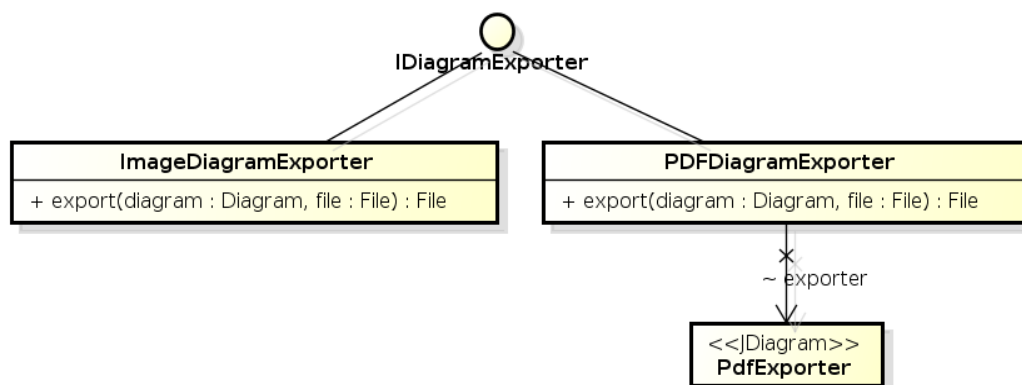 IDiagramExporter
ImageDiagramExporter
+ export(diagram : Diagram, file : File) : File
PDFDiagramExporter
+ export(diagram : Diagram, file : File) : File
~ exporter
<<JDiagram>>
PdfExporter